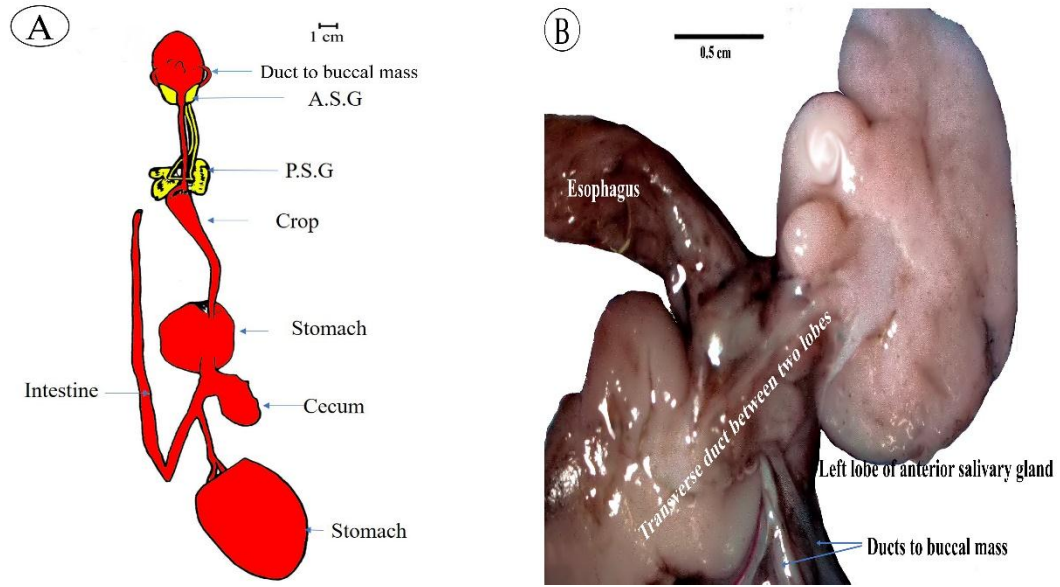 A
1 cm
Duct to buccal mass
A.S.G
P.S.G
Crop
Stomach
Intestine
Cecum
Stomach
B
0.5 cm
Esophagus
Transverse duct between two lobes
Left lobe of anterior salivary gland
Ducts to buccal mass